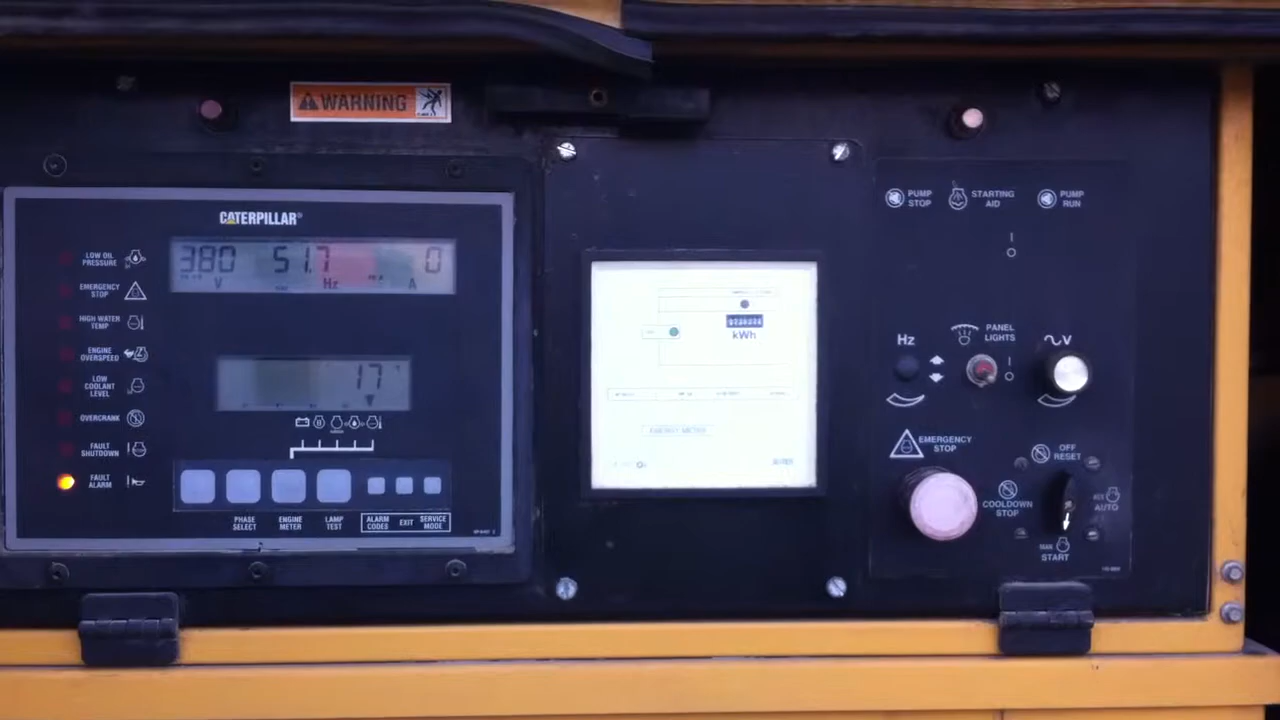 WARNING
CATERPILLAR®
380 51.7 0
V Hz A
17
LOW OIL
PRESSURE
EMERGENCY
STOP
HIGH WATER
TEMP
ENGINE
OVERSPEED
LOW
COOLANT
LEVEL
OVERCRANK
FAULT
SHUTDOWN
FAULT
ALARM
PHASE
SELECT
ENGINE
METER
LAMP
TEST
ALARM
CODES
EXIT
SERVICE
MODE
kWh
ENERGY METER
PUMP
STOP
STARTING
AID
PUMP
RUN
Hz
PANEL
LIGHTS
V
EMERGENCY
STOP
OFF
RESET
COOLDOWN
STOP
AUTO
MAN
START